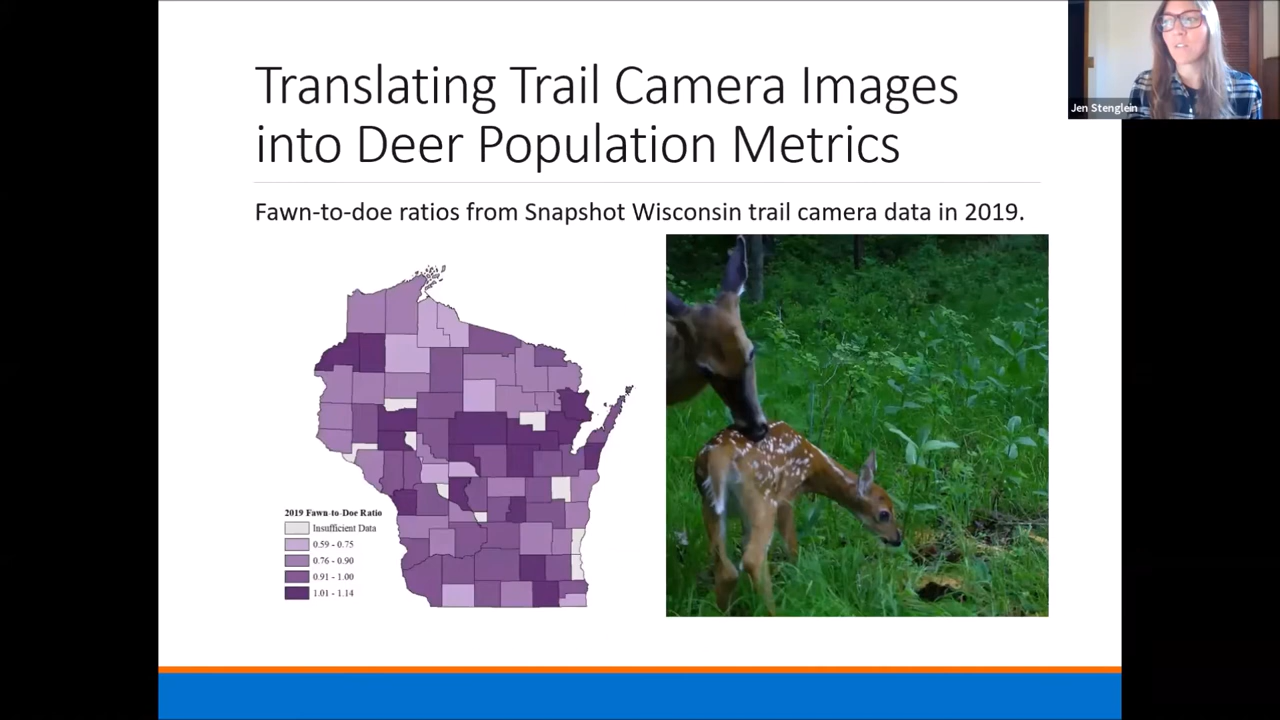 Translating Trail Camera Images
into Deer Population Metrics
Jen Stenglein
Fawn-to-doe ratios from Snapshot Wisconsin trail camera data in 2019.
2019 Fawn-to-Doe Ratio
Insufficient Data
0.59 - 0.75
0.76 - 0.90
0.91 - 1.00
1.01 - 1.14